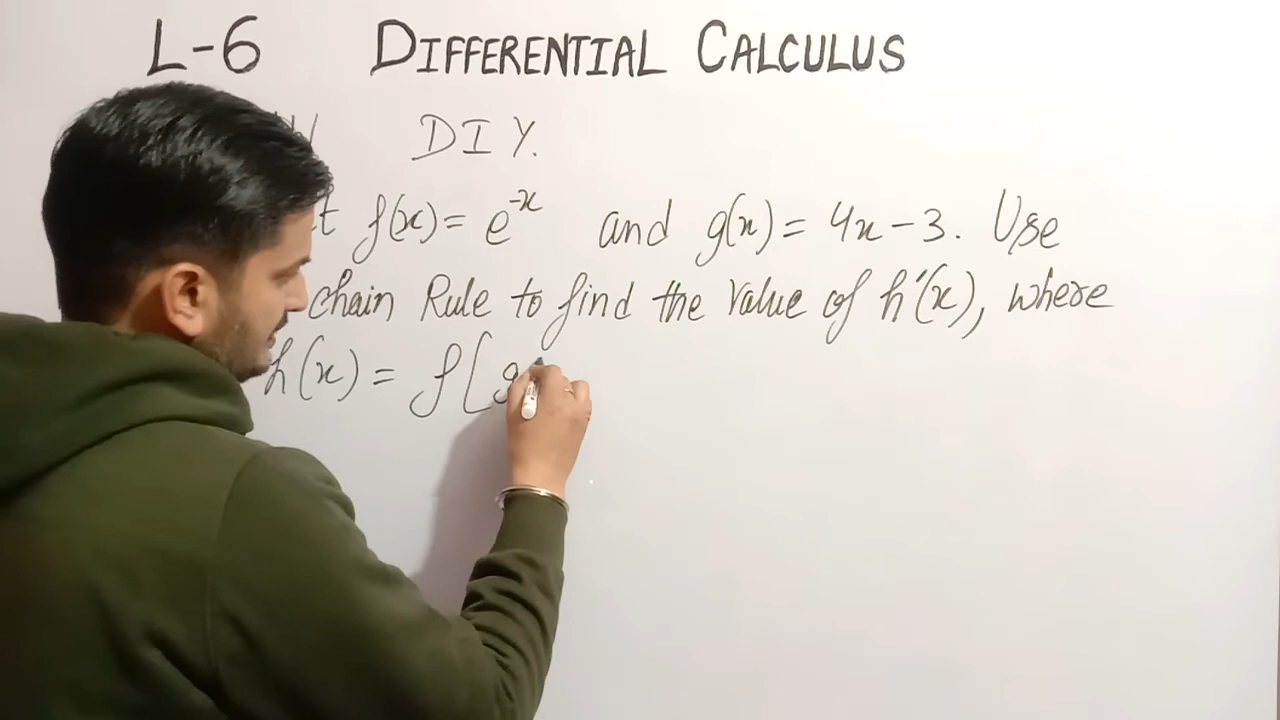 L-6 DIFFERENTIAL CALCULUS
DIY.
f(x) = e^-x and g(x) = 4x - 3. Use
chain Rule to find the value of h'(x), where
h(x) = f[g